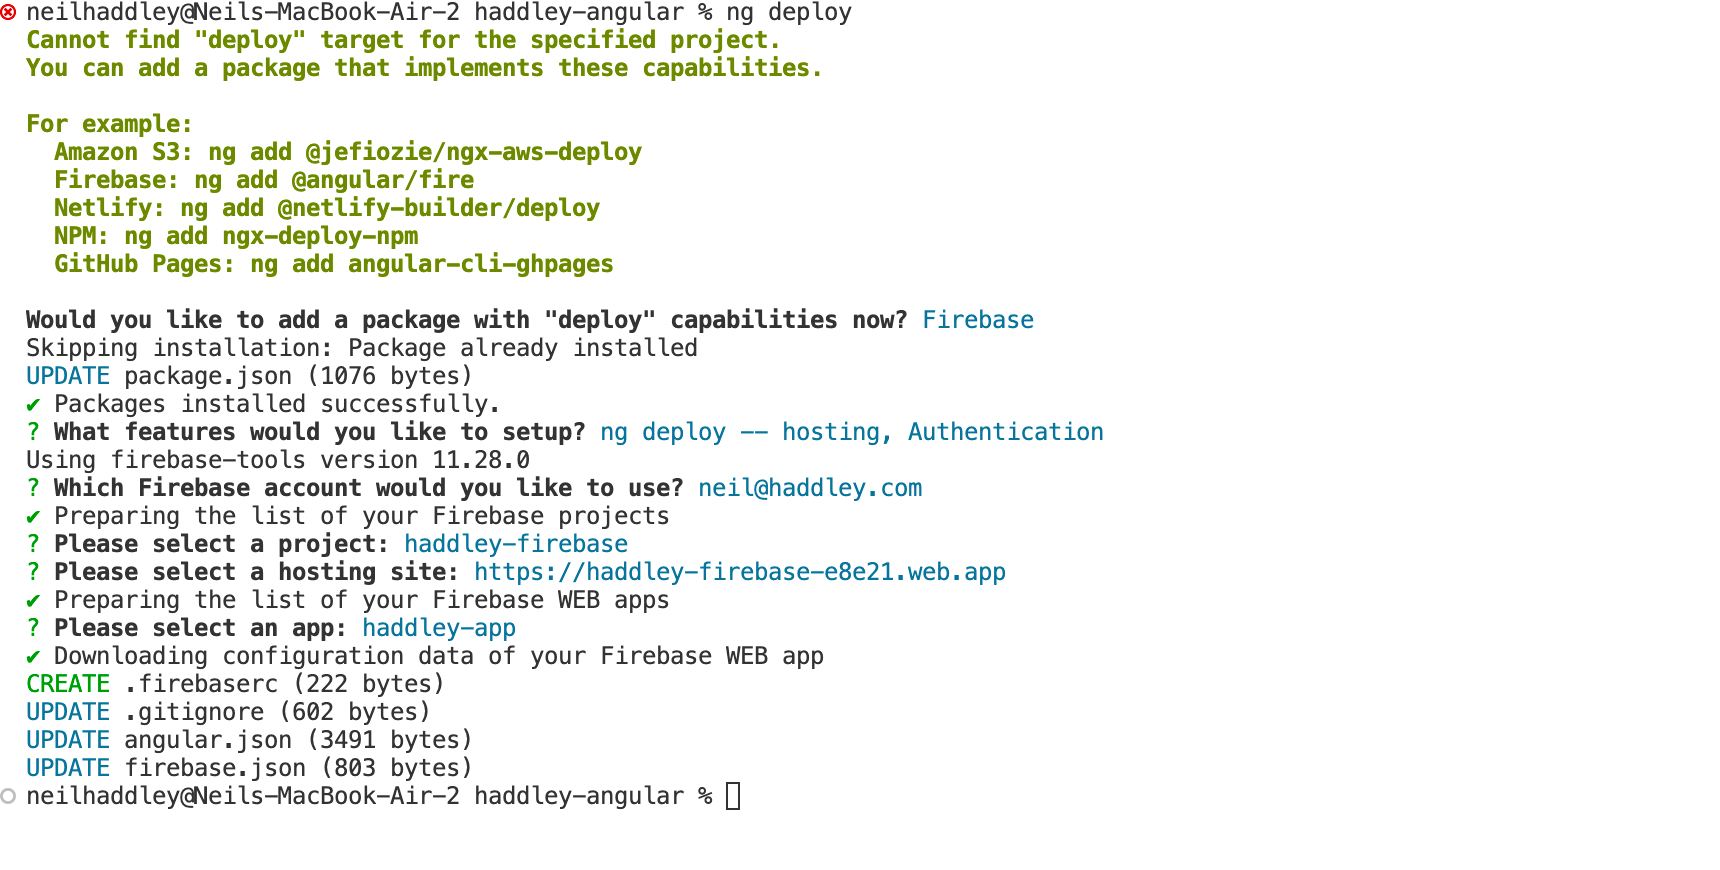 neilhaddley@Neils-MacBook-Air-2 haddley-angular % ng deploy
Cannot find "deploy" target for the specified project.
You can add a package that implements these capabilities.
For example:
Amazon S3: ng add @jefiozie/ngx-aws-deploy
Firebase: ng add @angular/fire
Netlify: ng add @netlify-builder/deploy
NPM: ng add ngx-deploy-npm
GitHub Pages: ng add angular-cli-ghpages
Would you like to add a package with "deploy" capabilities now? Firebase
Skipping installation: Package already installed
UPDATE package.json (1076 bytes)
✔ Packages installed successfully.
? What features would you like to setup? ng deploy -- hosting, Authentication
Using firebase-tools version 11.28.0
? Which Firebase account would you like to use? neil@haddley.com
✔ Preparing the list of your Firebase projects
? Please select a project: haddley-firebase
? Please select a hosting site: https://haddley-firebase-e8e21.web.app
✔ Preparing the list of your Firebase WEB apps
? Please select an app: haddley-app
✔ Downloading configuration data of your Firebase WEB app
CREATE .firebaserc (222 bytes)
UPDATE .gitignore (602 bytes)
UPDATE angular.json (3491 bytes)
UPDATE firebase.json (803 bytes)
neilhaddley@Neils-MacBook-Air-2 haddley-angular %